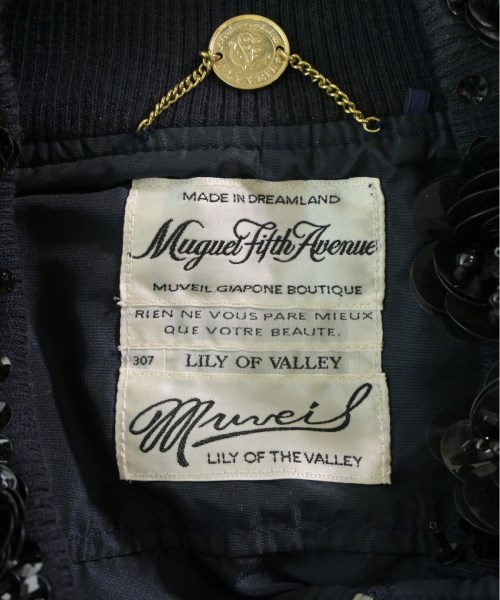 MADE IN DREAMLAND
Muguet Fifth Avenue
MUVEIL GIAPONE BOUTIQUE
RIEN NE VOUS PARE MIEUX
QUE VOTRE BEAUTE.
307 LILY OF VALLEY
Muveil
LILY OF THE VALLEY